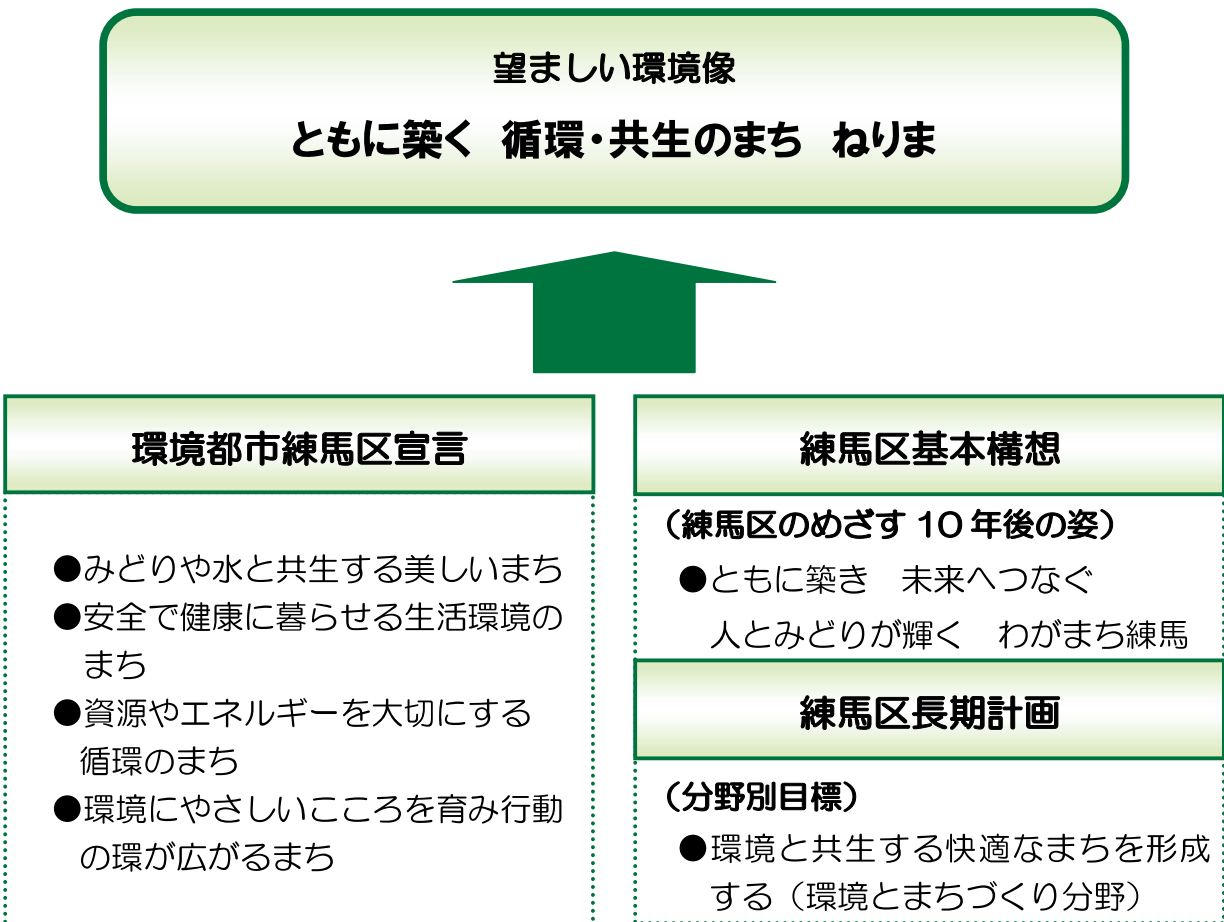 望ましい環境像
ともに築く 循環・共生のまち ねりま
環境都市練馬区宣言
●みどりや水と共生する美しいまち
●安全で健康に暮らせる生活環境の
まち
●資源やエネルギーを大切にする
循環のまち
●環境にやさしいこころを育み行動
の環が広がるまち
練馬区基本構想
(練馬区のめざす10年後の姿)
●ともに築き 未来へつなぐ
人とみどりが輝く わがまち練馬
練馬区長期計画
(分野別目標)
●環境と共生する快適なまちを形成
する(環境とまちづくり分野)